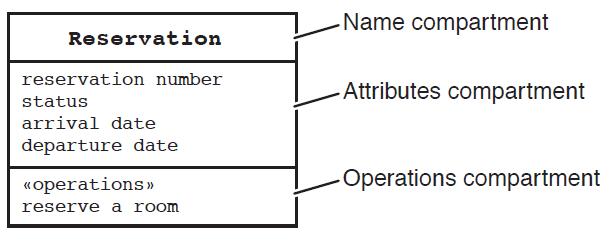 Reservation
Name compartment
reservation number
status
arrival date
departure date
Attributes compartment
«operations»
reserve a room
Operations compartment